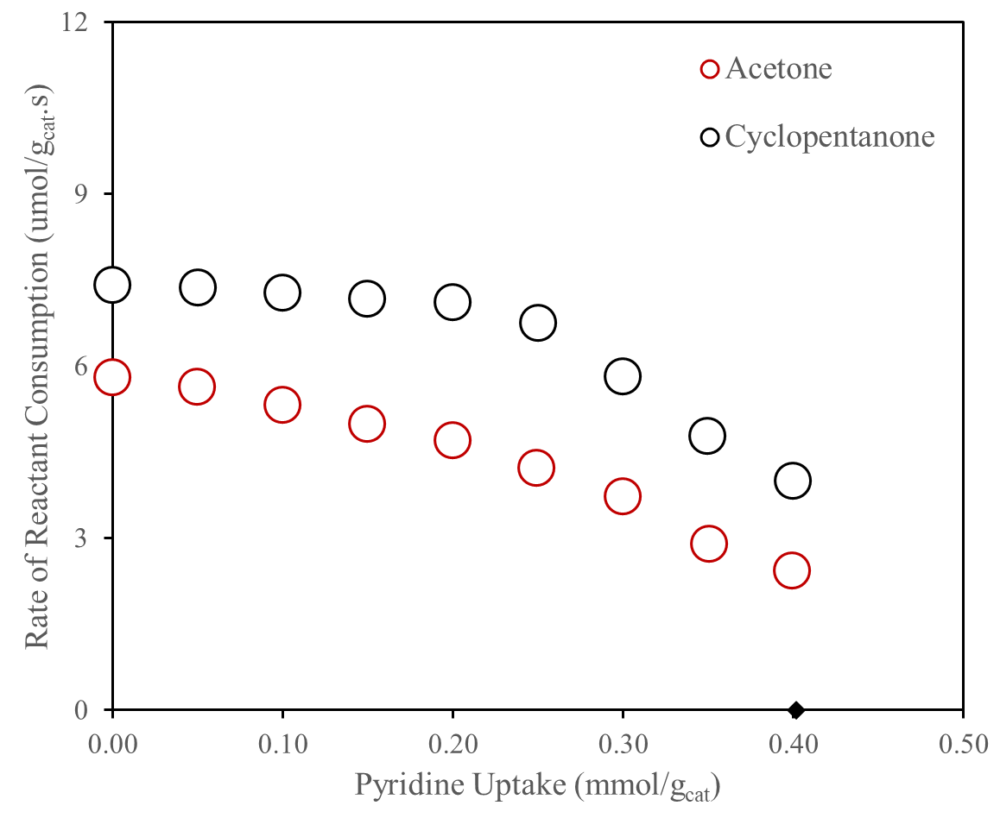 12
9
6
3
0
Rate of Reactant Consumption (umol/gcat·s)
Acetone
Cyclopentanone
0.00 0.10 0.20 0.30 0.40 0.50
Pyridine Uptake (mmol/gcat)